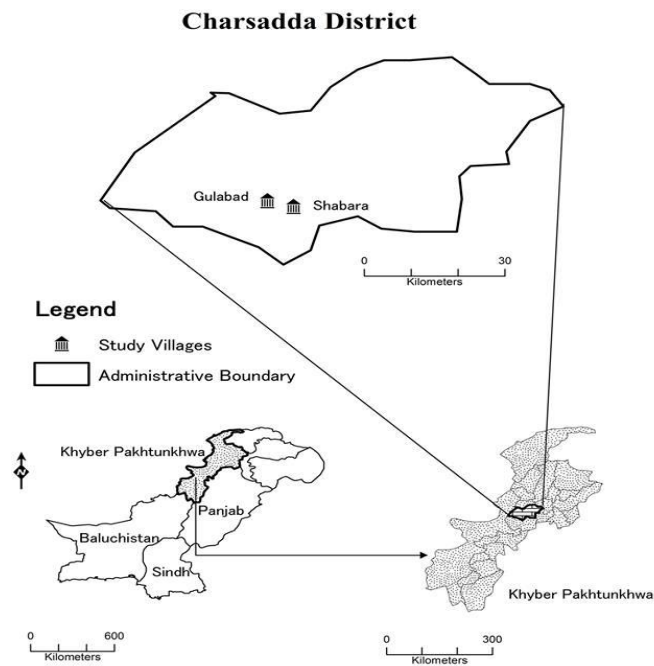 Charsadda District
Gulabad
Shabara
0 30
Kilometers
Legend
Study Villages
Administrative Boundary
Khyber Pakhtunkhwa
N
Panjab
Baluchistan
Sindh
Khyber Pakhtunkhwa
0 600
Kilometers
0 300
Kilometers